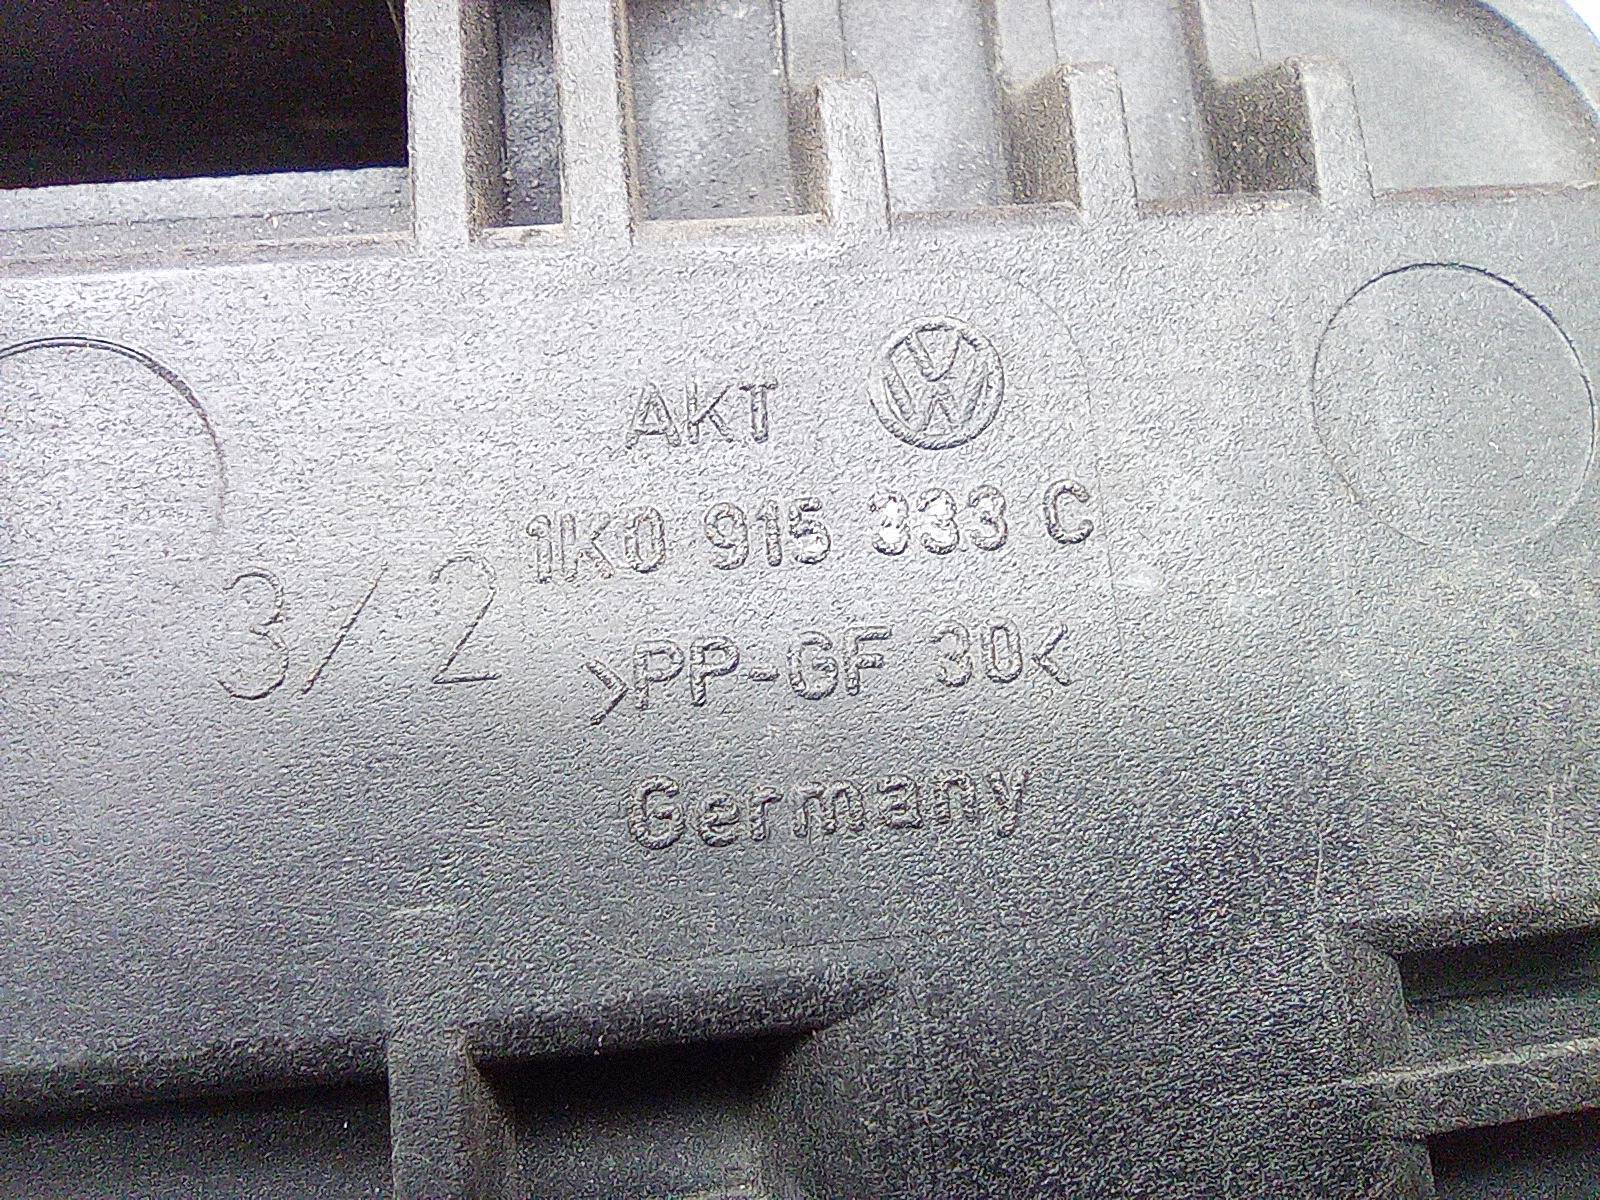 AKT
1K0 915 333 C
3/2
>PP-GF 30<
Germany